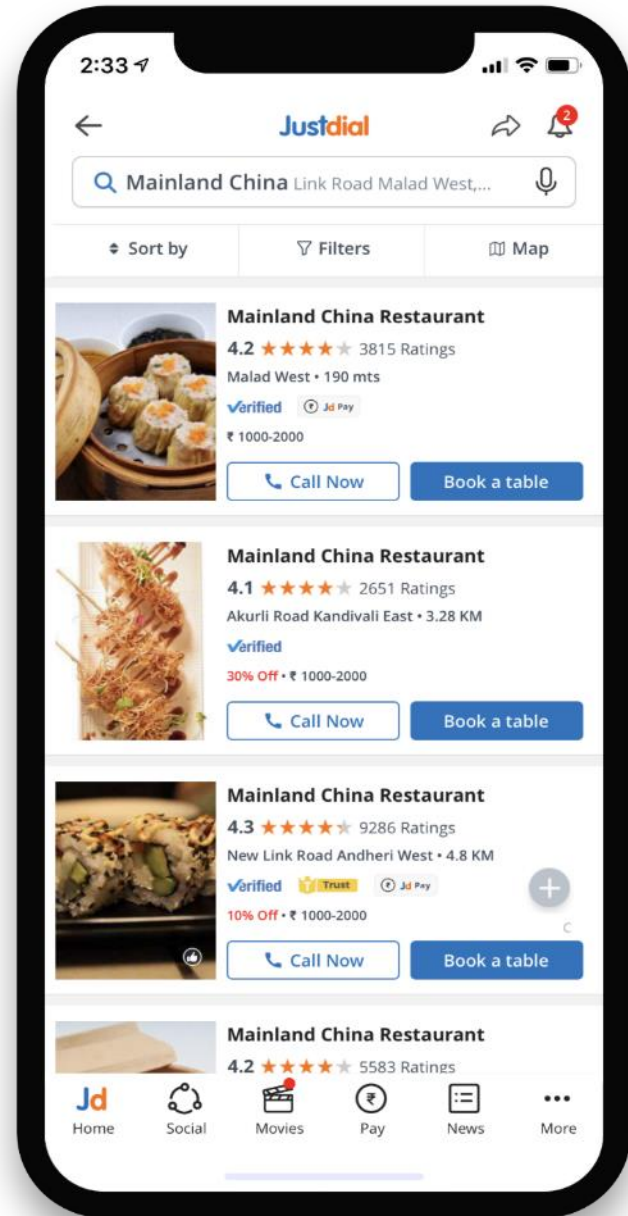 2:33
Justdial
2
Mainland China Link Road Malad West,...
Sort by
Filters
Map
Mainland China Restaurant
4.2 3815 Ratings
Malad West • 190 mts
Verified Jd Pay
₹ 1000-2000
Call Now
Book a table
Mainland China Restaurant
4.1 2651 Ratings
Akurli Road Kandivali East • 3.28 KM
Verified
30% Off • ₹ 1000-2000
Call Now
Book a table
Mainland China Restaurant
4.3 9286 Ratings
New Link Road Andheri West • 4.8 KM
Verified Trust Jd Pay
10% Off • ₹ 1000-2000
C
Call Now
Book a table
Mainland China Restaurant
4.2 5583 Ratings
Jd
Home
Social
Movies
₹
Pay
News
More